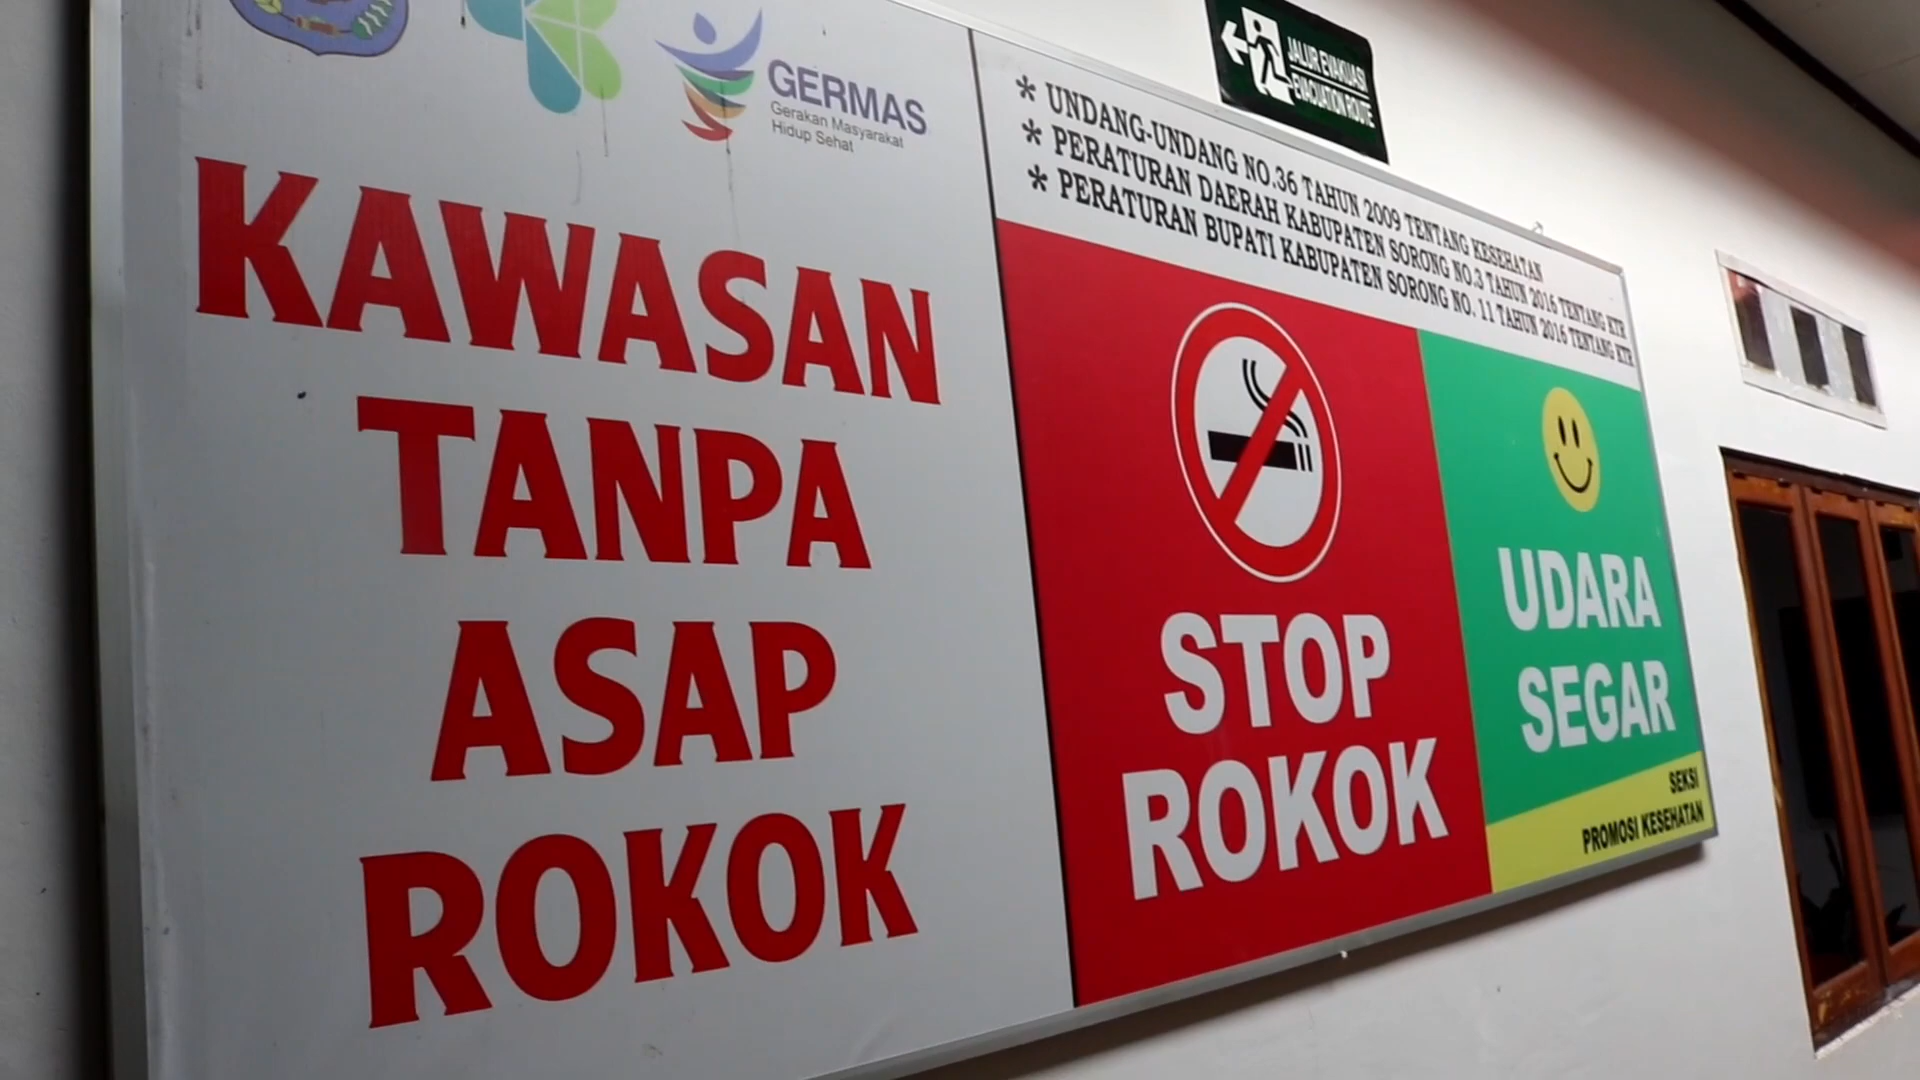 GERMAS
Gerakan Masyarakat
Hidup Sehat
KAWASAN
TANPA
ASAP
ROKOK
* UNDANG-UNDANG NO.36 TAHUN 2009 TENTANG KESEHATAN
* PERATURAN DAERAH KABUPATEN SORONG NO.3 TAHUN 2016 TENTANG KTR
* PERATURAN BUPATI KABUPATEN SORONG NO. 11 TAHUN 2016 TENTANG KTR
STOP
ROKOK
UDARA
SEGAR
SEKSI
PROMOSI KESEHATAN
JALUR EVAKUASI
EVACUATION ROUTE